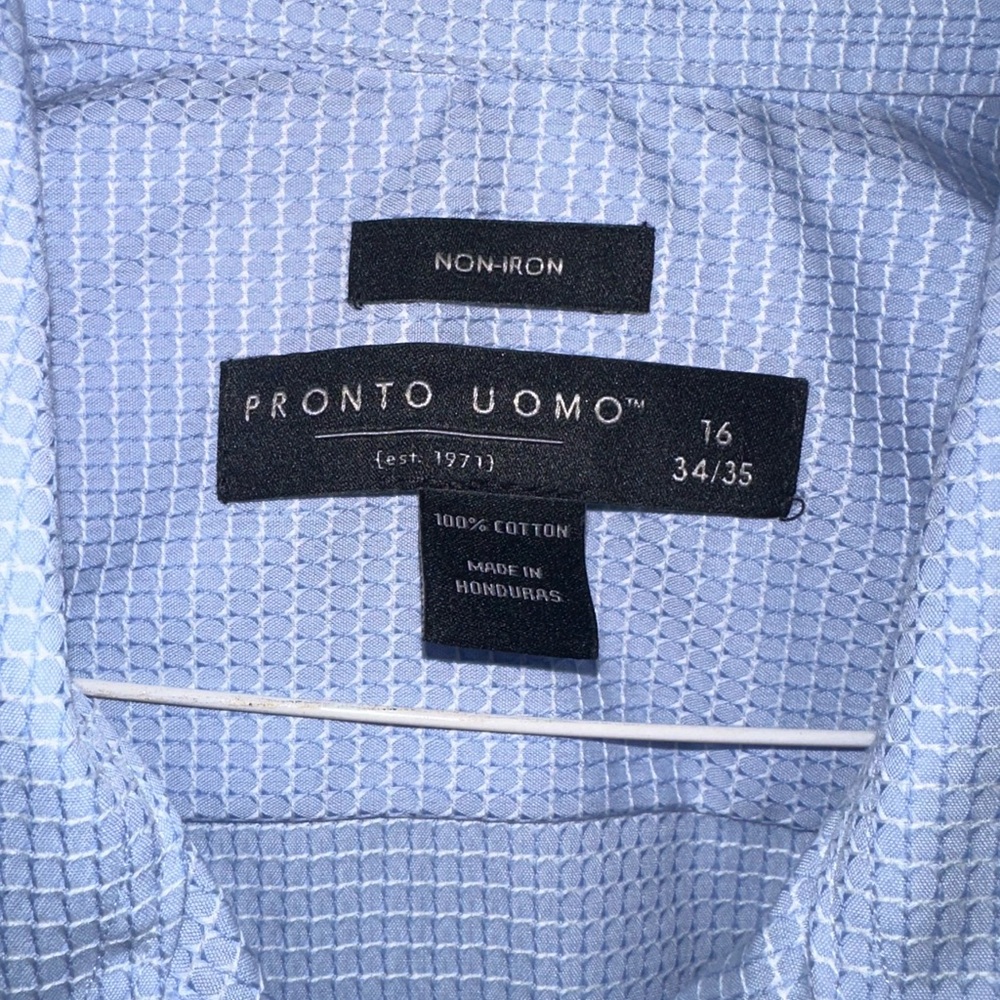 NON-IRON
PRONTO UOMO™
{est. 1971}
16
34/35
100% COTTON
MADE IN
HONDURAS